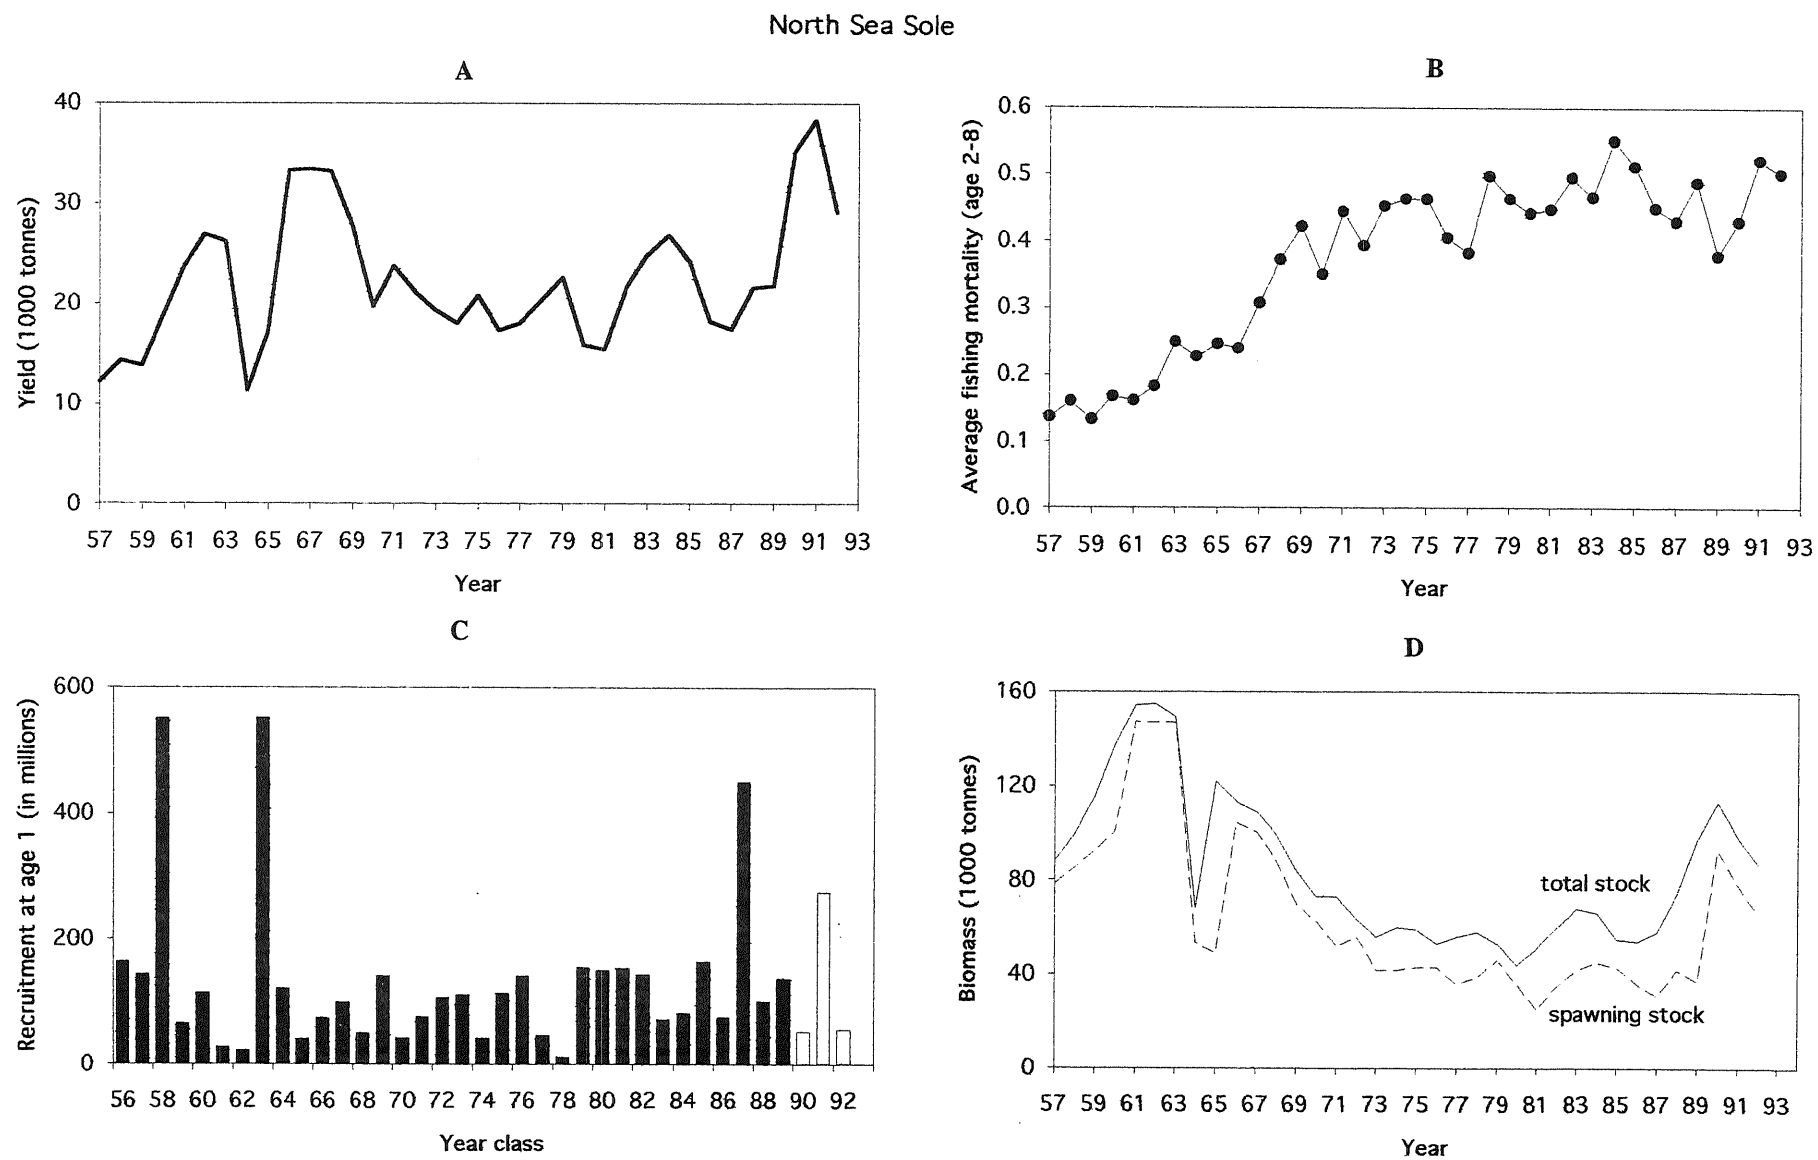 North Sea Sole
A
Yield (1000 tonnes)
40
30
20
10
0
57 59 61 63 65 67 69 71 73 75 77 79 81 83 85 87 89 91 93
Year
B
Average fishing mortality (age 2-8)
0.6
0.5
0.4
0.3
0.2
0.1
0.0
57 59 61 63 65 67 69 71 73 75 77 79 81 83 85 87 89 91 93
Year
C
Recruitment at age 1 (in millions)
600
400
200
0
56 58 60 62 64 66 68 70 72 74 76 78 80 82 84 86 88 90 92
Year class
D
Biomass (1000 tonnes)
160
120
80
40
0
total stock
spawning stock
57 59 61 63 65 67 69 71 73 75 77 79 81 83 85 87 89 91 93
Year